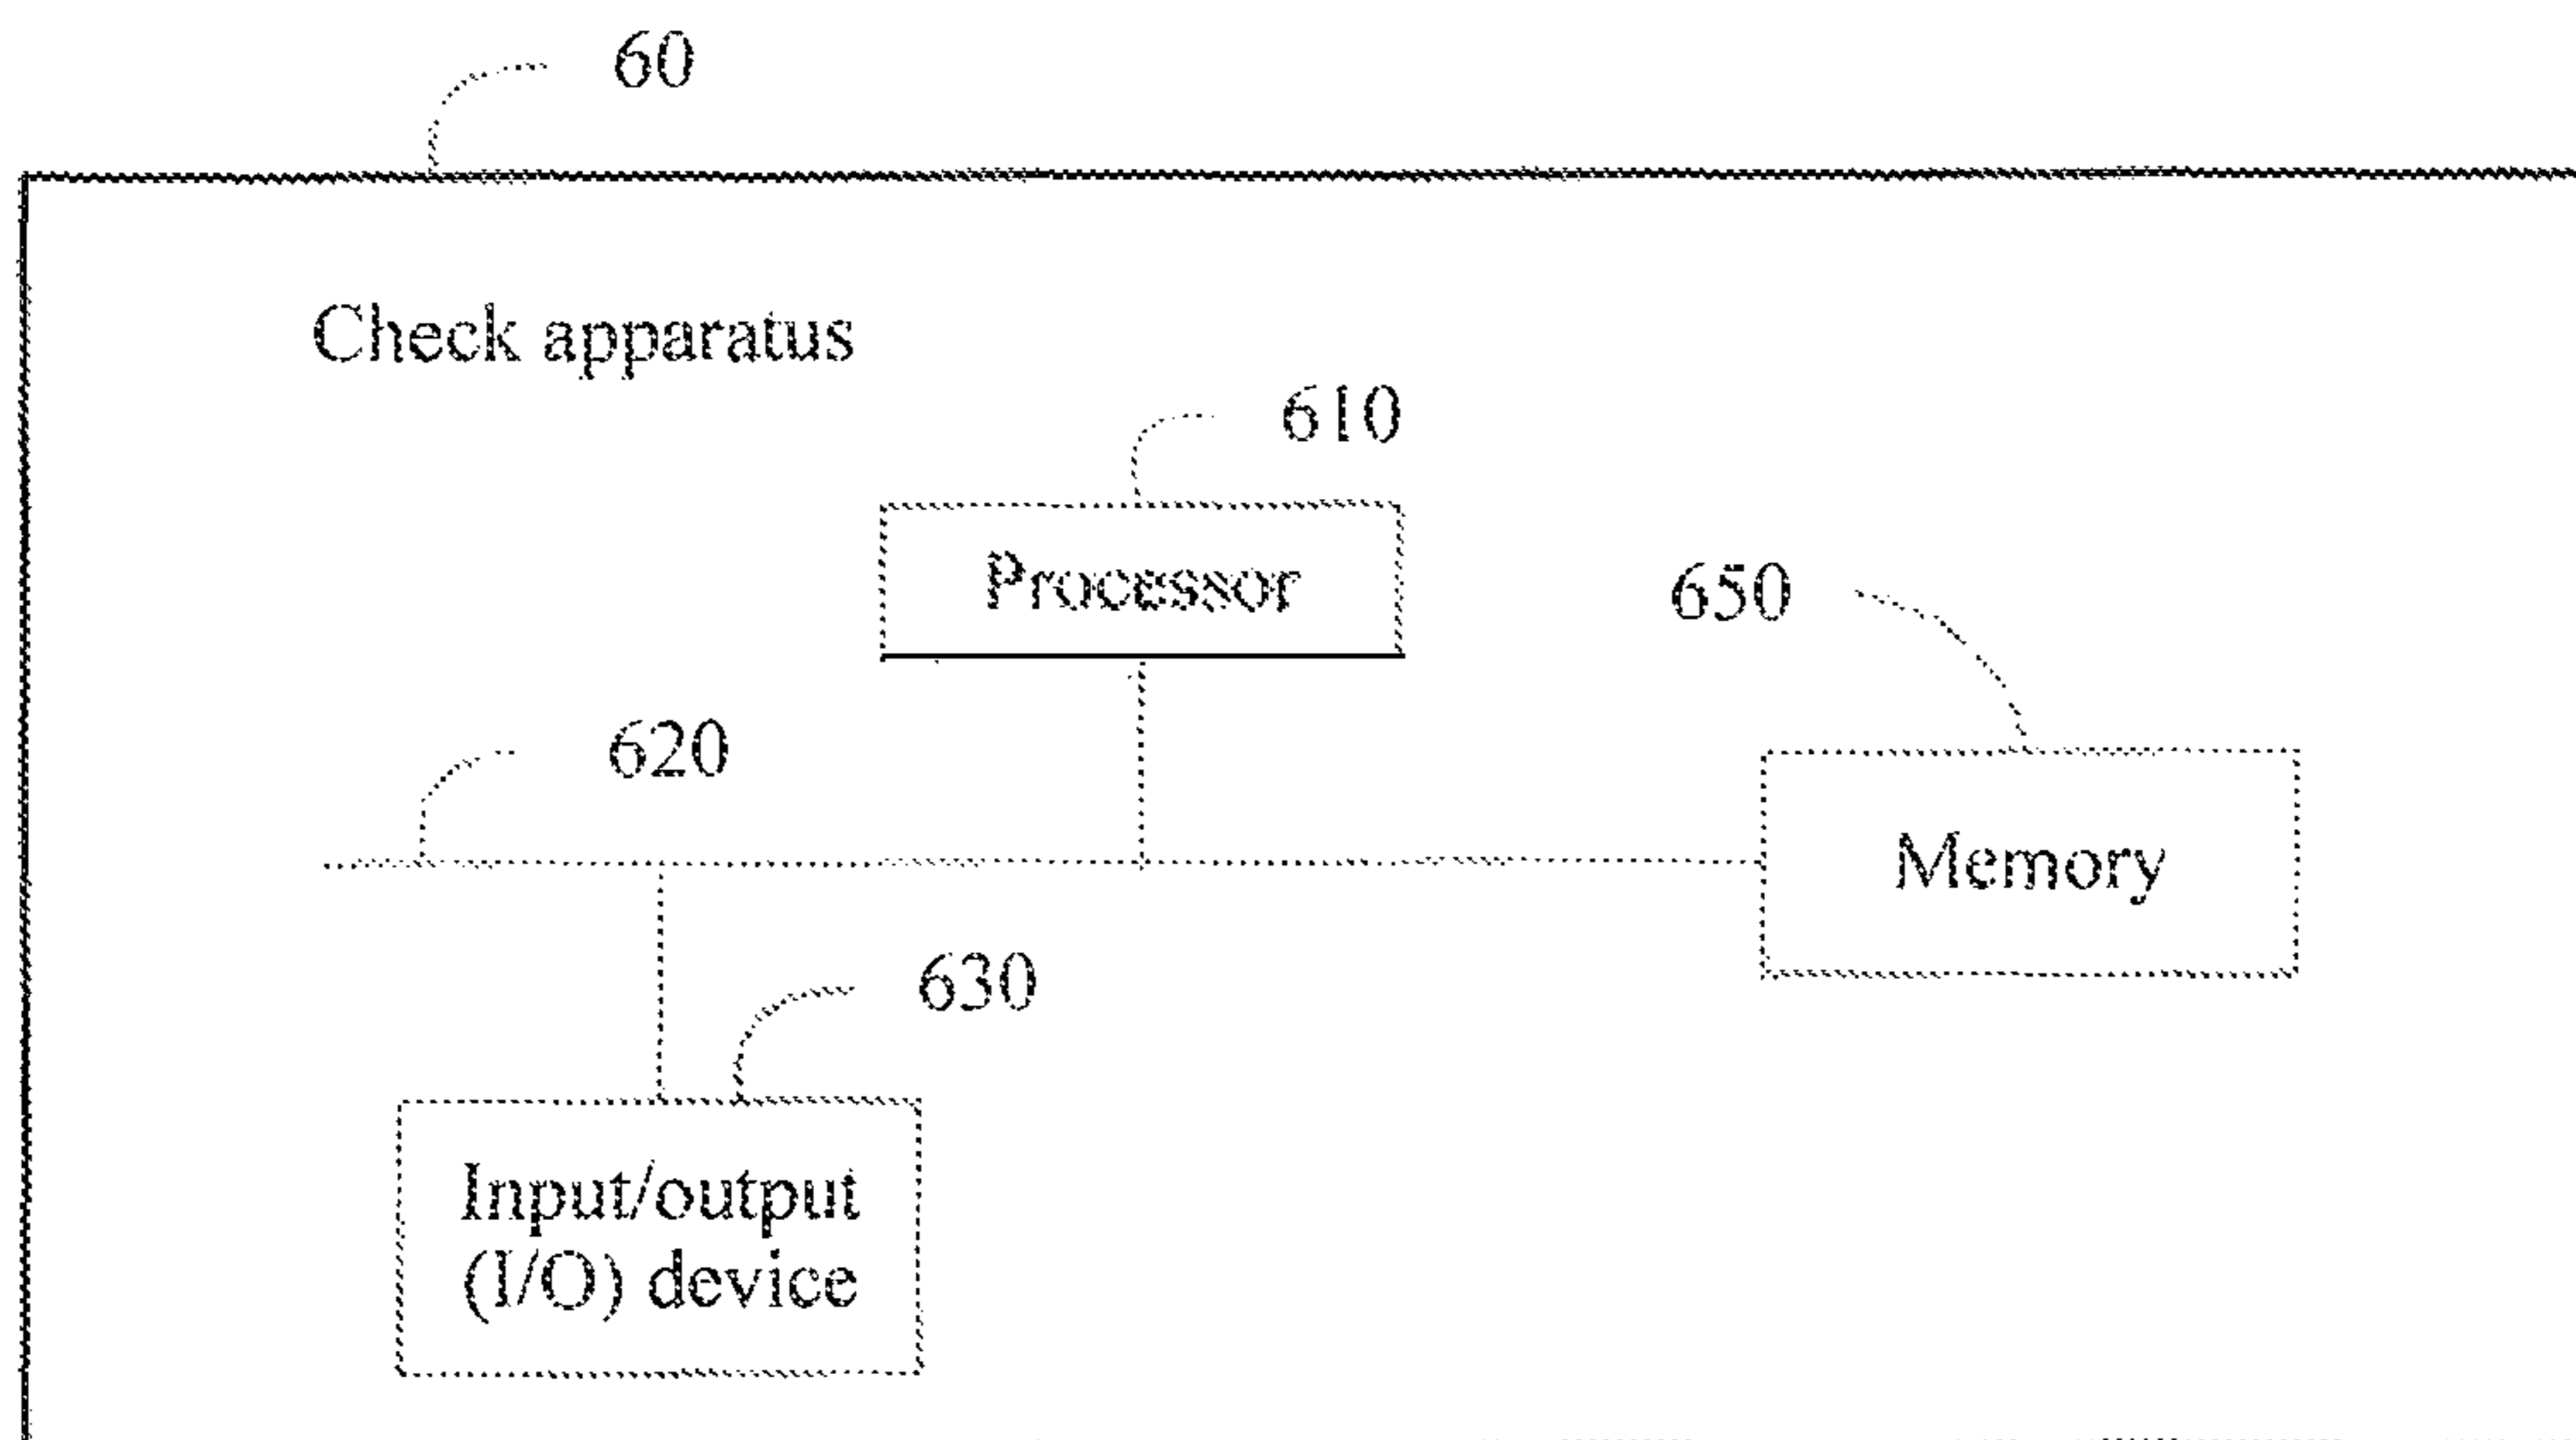 60
Check apparatus
610
Processor
650
620
Memory
630
Input/output
(I/O) device